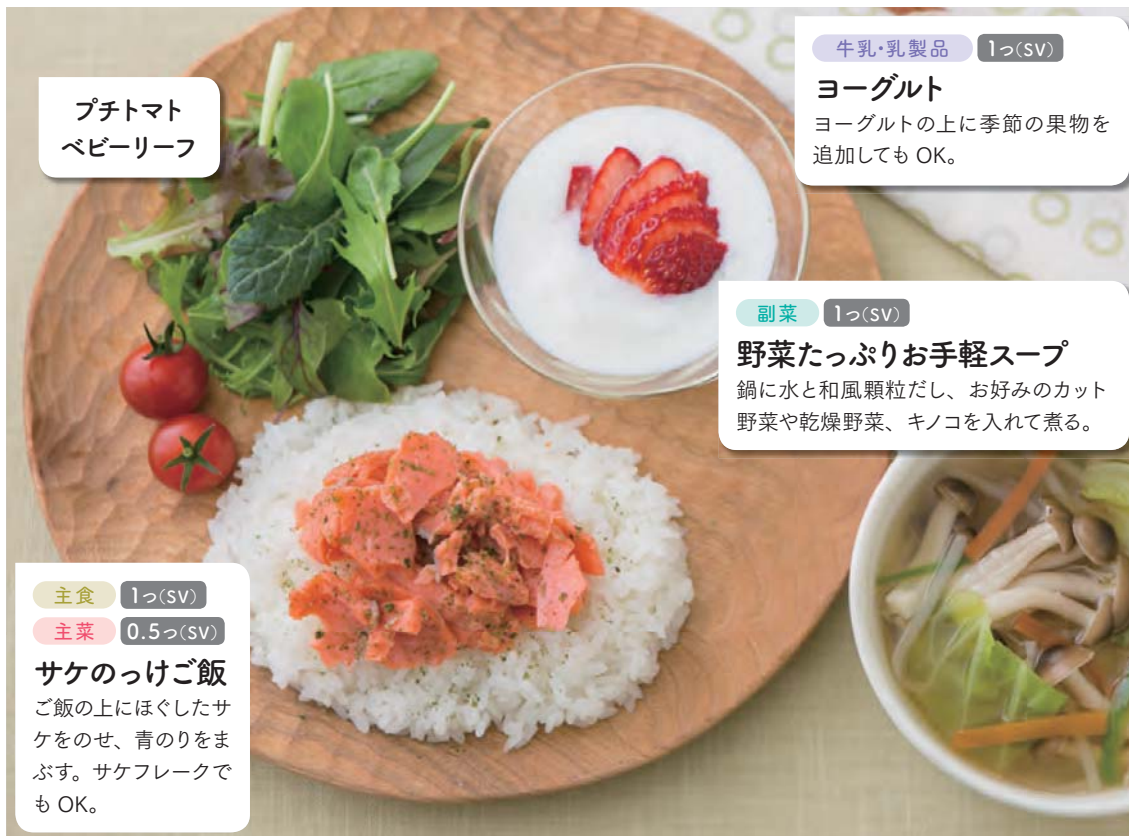 プチトマト
ベビーリーフ
牛乳・乳製品 1つ(SV)
ヨーグルト
ヨーグルトの上に季節の果物を
追加しても OK。
副菜 1つ(SV)
野菜たっぷりお手軽スープ
鍋に水と和風顆粒だし、お好みのカット
野菜や乾燥野菜、キノコを入れて煮る。
主食 1つ(SV)
主菜 0.5つ(SV)
サケのっけご飯
ご飯の上にほぐしたサ
ケをのせ、青のりをま
ぶす。サケフレークで
も OK。